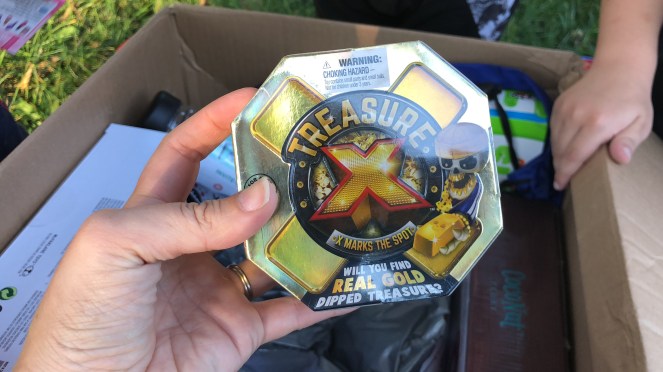 WARNING:
CHOKING HAZARD —
TREASURE
X
X MARKS THE SPOT
WILL YOU FIND
REAL GOLD
DIPPED TREASURE?